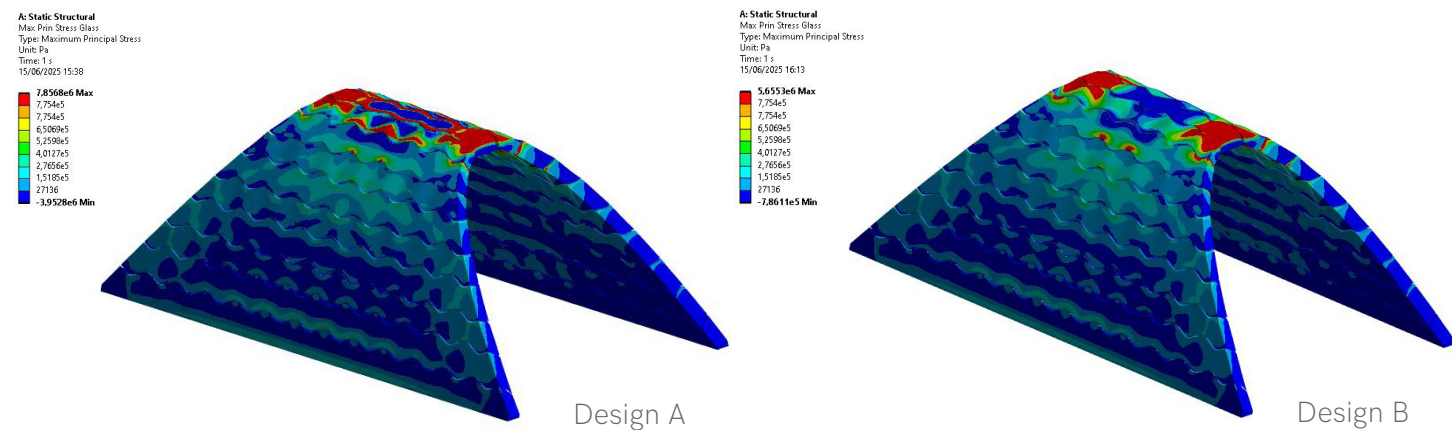 A: Static Structural
Max Prin Stress Glass
Type: Maximum Principal Stress
Unit: Pa
Time: 1 s
15/06/2025 15:38
7,8568e6 Max
7,754e5
7,754e5
6,5069e5
5,2598e5
4,0127e5
2,7656e5
1,5185e5
27136
-3,9528e6 Min
Design A
A: Static Structural
Max Prin Stress Glass
Type: Maximum Principal Stress
Unit: Pa
Time: 1 s
15/06/2025 16:13
5,6553e6 Max
7,754e5
7,754e5
6,5069e5
5,2598e5
4,0127e5
2,7656e5
1,5185e5
27136
-7,8611e5 Min
Design B